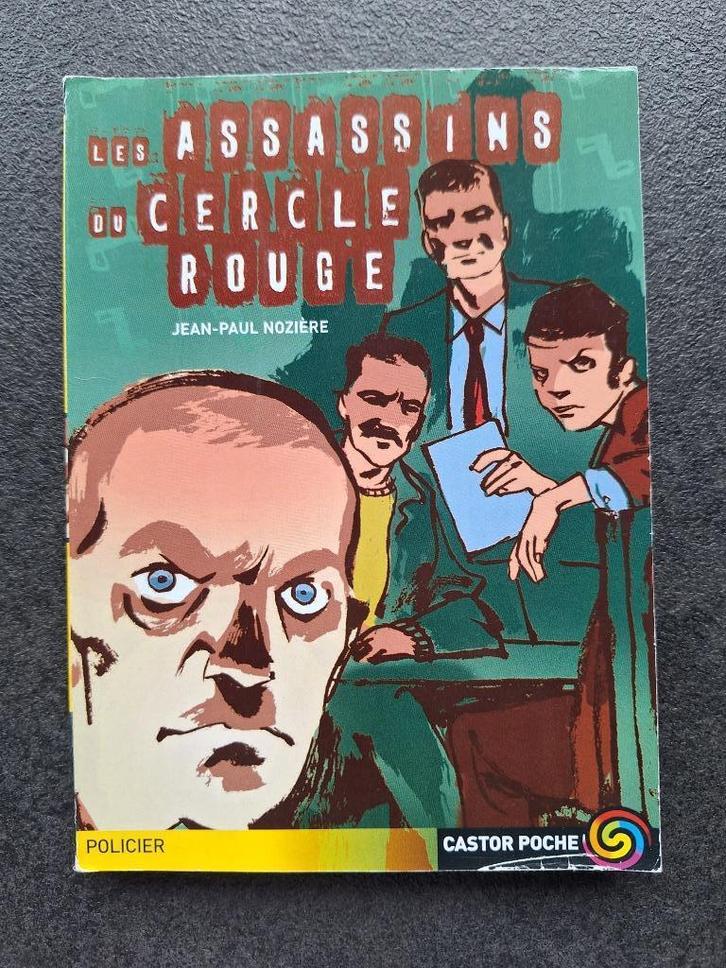 LES ASSASSINS
DU CERCLE
ROUGE
JEAN-PAUL NOZIÈRE
POLICIER
CASTOR POCHE